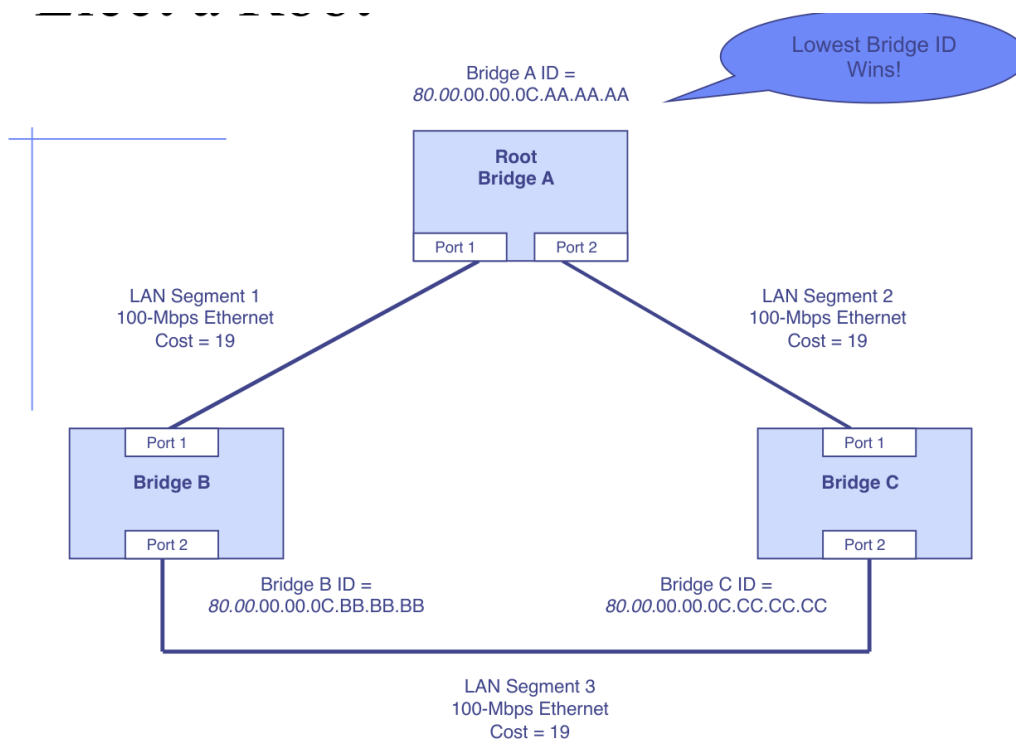 Elect a Root
Lowest Bridge ID
Wins!
Bridge A ID =
80.00.00.00.0C.AA.AA.AA
Root
Bridge A
Port 1
Port 2
LAN Segment 1
100-Mbps Ethernet
Cost = 19
LAN Segment 2
100-Mbps Ethernet
Cost = 19
Port 1
Bridge B
Port 2
Port 1
Bridge C
Port 2
Bridge B ID =
80.00.00.00.0C.BB.BB.BB
Bridge C ID =
80.00.00.00.0C.CC.CC.CC
LAN Segment 3
100-Mbps Ethernet
Cost = 19